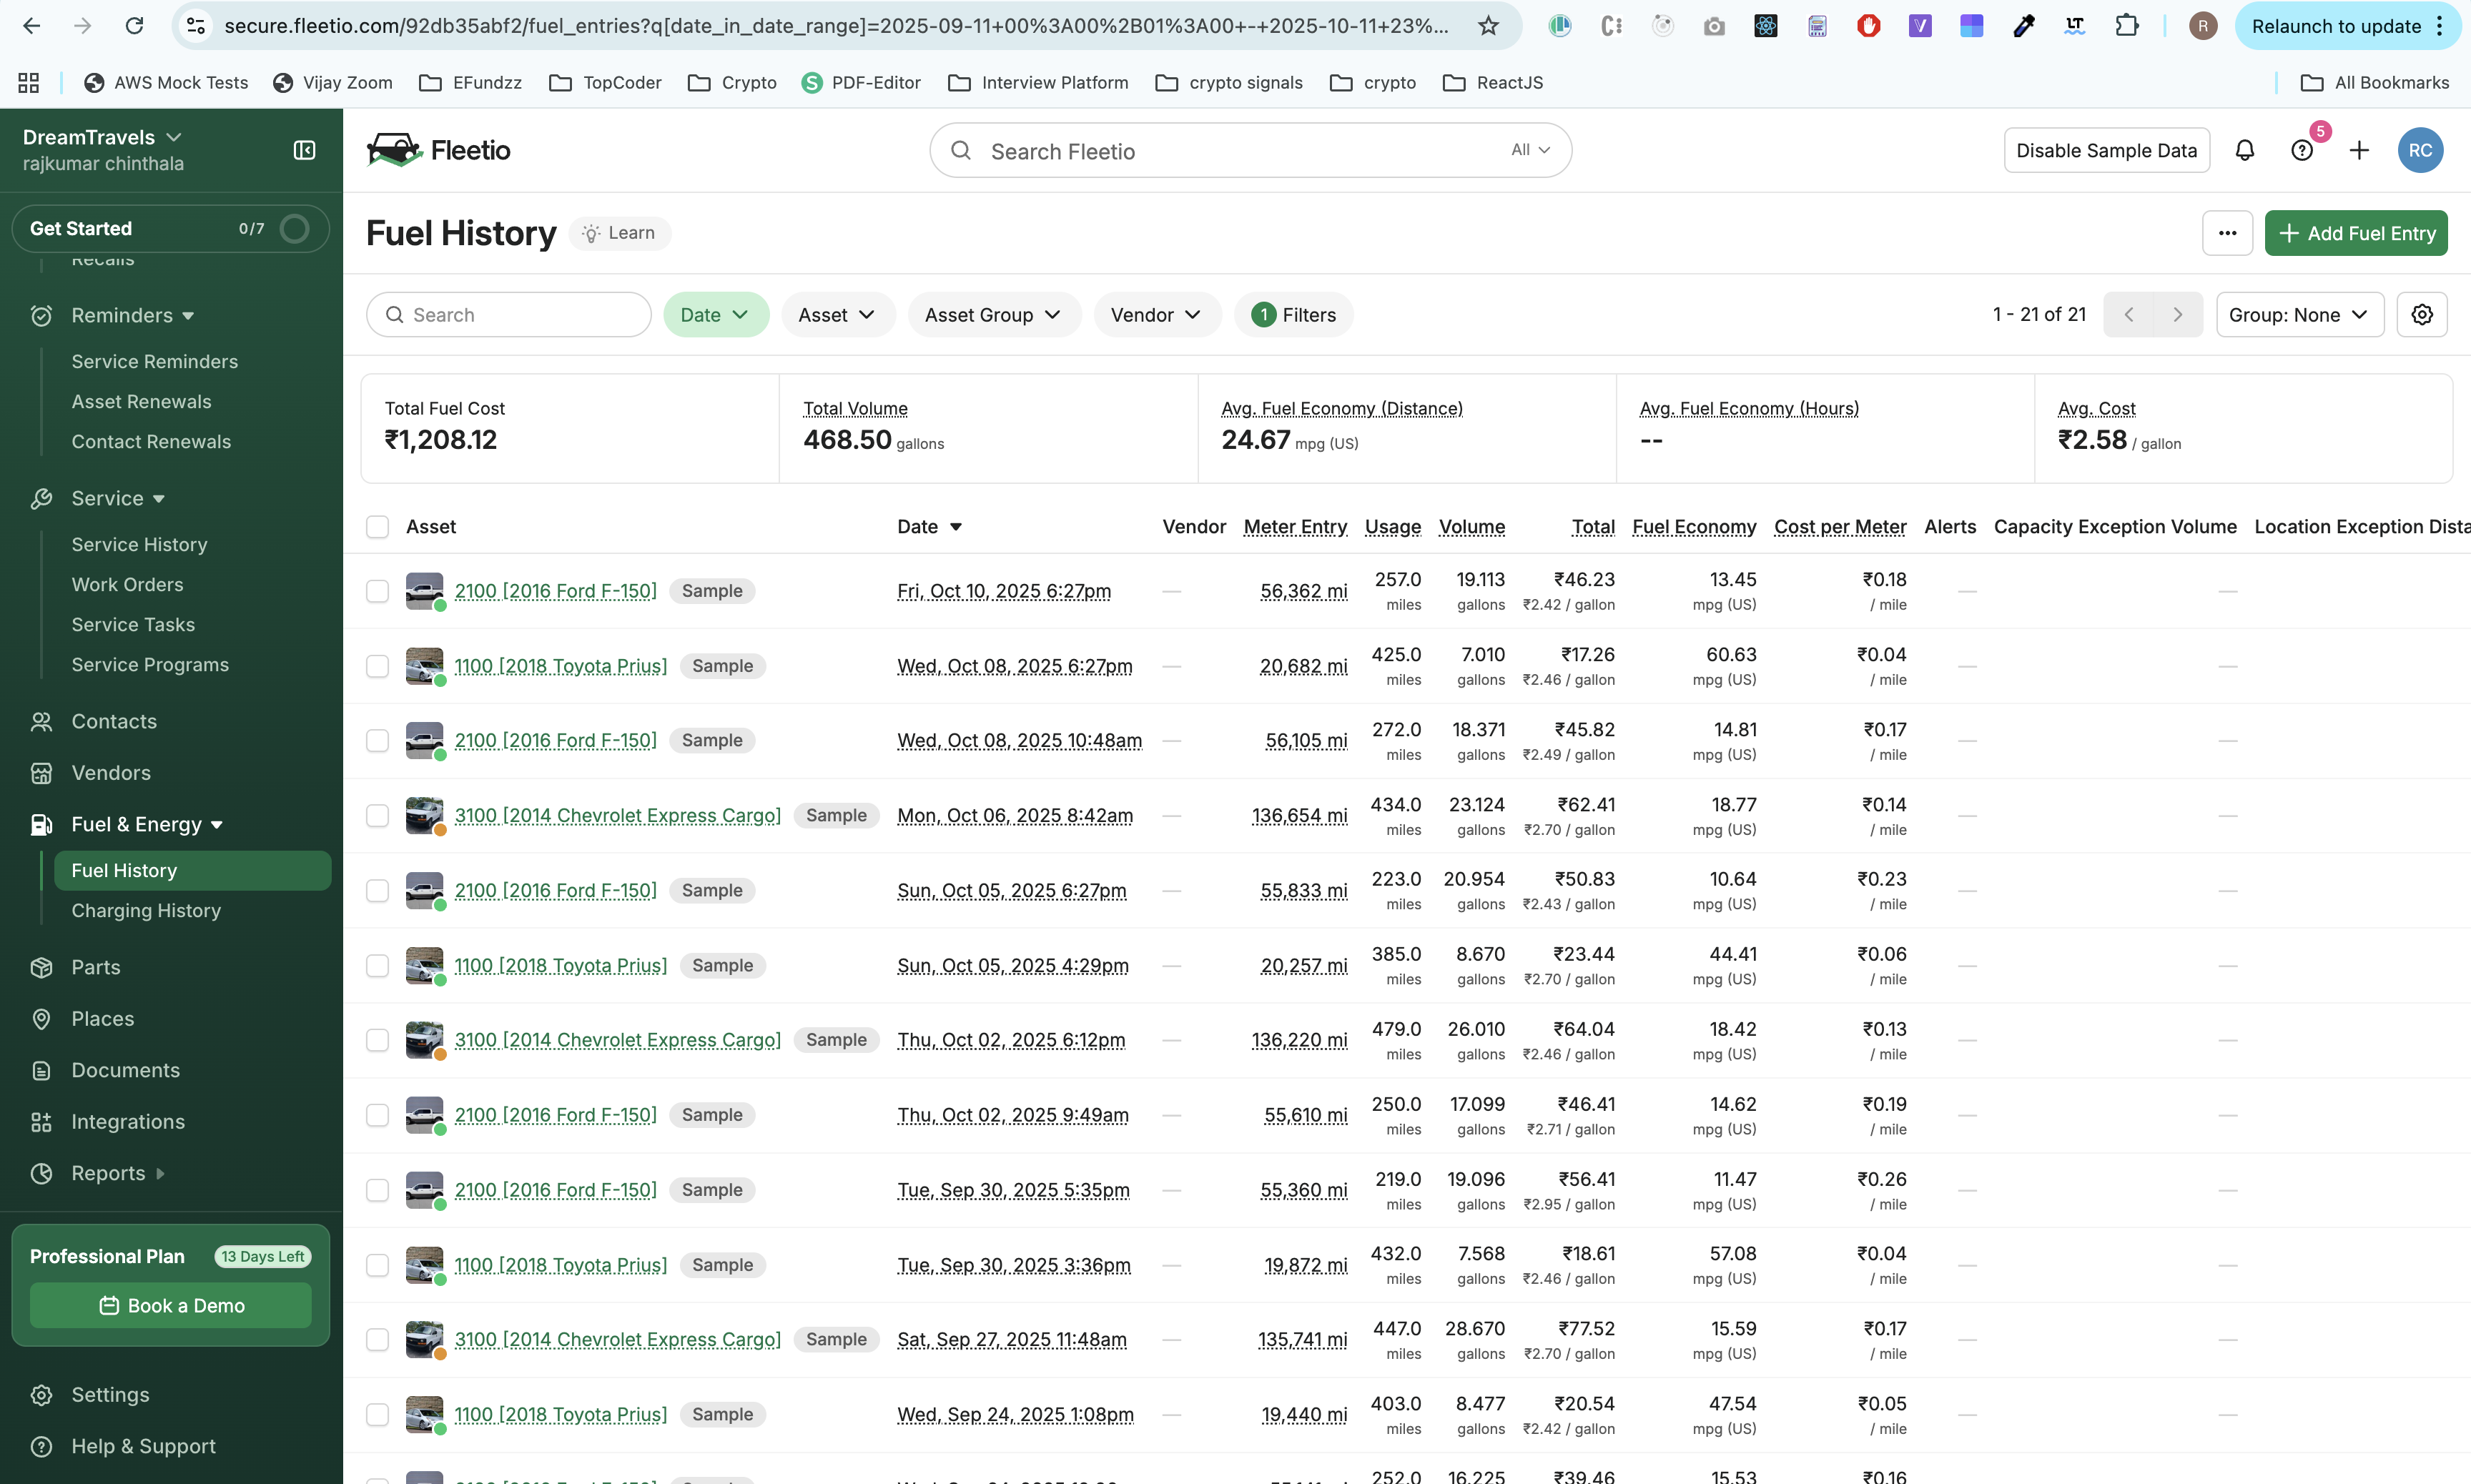 secure.fleetio.com/92db35abf2/fuel_entries?q[date_in_date_range]=2025-09-11+00%3A00%2B01%3A00+-+2025-10-11+23%...
R
Relaunch to update
AWS Mock Tests
Vijay Zoom
EFundzz
TopCoder
Crypto
PDF-Editor
Interview Platform
crypto signals
crypto
ReactJS
All Bookmarks
DreamTravels
rajkumar chinthala
Get Started 0/7
Recalls
Reminders
Service Reminders
Asset Renewals
Contact Renewals
Service
Service History
Work Orders
Service Tasks
Service Programs
Contacts
Vendors
Fuel & Energy
Fuel History
Charging History
Parts
Places
Documents
Integrations
Reports
Professional Plan 13 Days Left
Book a Demo
Settings
Help & Support
Fleetio
Search Fleetio All
Disable Sample Data
5
RC
Fuel History
Learn
Add Fuel Entry
Search
Date
Asset
Asset Group
Vendor
1 Filters
1 - 21 of 21
Group: None
Total Fuel Cost
₹1,208.12
Total Volume
468.50 gallons
Avg. Fuel Economy (Distance)
24.67 mpg (US)
Avg. Fuel Economy (Hours)
--
Avg. Cost
₹2.58 / gallon
Asset Date Vendor Meter Entry Usage Volume Total Fuel Economy Cost per Meter Alerts Capacity Exception Volume Location Exception Dista
2100 [2016 Ford F-150] Sample Fri, Oct 10, 2025 6:27pm — 56,362 mi 257.0 19.113 ₹46.23 13.45 ₹0.18 — —
miles gallons ₹2.42 / gallon mpg (US) / mile
1100 [2018 Toyota Prius] Sample Wed, Oct 08, 2025 6:27pm — 20,682 mi 425.0 7.010 ₹17.26 60.63 ₹0.04 — —
miles gallons ₹2.46 / gallon mpg (US) / mile
2100 [2016 Ford F-150] Sample Wed, Oct 08, 2025 10:48am — 56,105 mi 272.0 18.371 ₹45.82 14.81 ₹0.17 — —
miles gallons ₹2.49 / gallon mpg (US) / mile
3100 [2014 Chevrolet Express Cargo] Sample Mon, Oct 06, 2025 8:42am — 136,654 mi 434.0 23.124 ₹62.41 18.77 ₹0.14 — —
miles gallons ₹2.70 / gallon mpg (US) / mile
2100 [2016 Ford F-150] Sample Sun, Oct 05, 2025 6:27pm — 55,833 mi 223.0 20.954 ₹50.83 10.64 ₹0.23 — —
miles gallons ₹2.43 / gallon mpg (US) / mile
1100 [2018 Toyota Prius] Sample Sun, Oct 05, 2025 4:29pm — 20,257 mi 385.0 8.670 ₹23.44 44.41 ₹0.06 — —
miles gallons ₹2.70 / gallon mpg (US) / mile
3100 [2014 Chevrolet Express Cargo] Sample Thu, Oct 02, 2025 6:12pm — 136,220 mi 479.0 26.010 ₹64.04 18.42 ₹0.13 — —
miles gallons ₹2.46 / gallon mpg (US) / mile
2100 [2016 Ford F-150] Sample Thu, Oct 02, 2025 9:49am — 55,610 mi 250.0 17.099 ₹46.41 14.62 ₹0.19 — —
miles gallons ₹2.71 / gallon mpg (US) / mile
2100 [2016 Ford F-150] Sample Tue, Sep 30, 2025 5:35pm — 55,360 mi 219.0 19.096 ₹56.41 11.47 ₹0.26 — —
miles gallons ₹2.95 / gallon mpg (US) / mile
1100 [2018 Toyota Prius] Sample Tue, Sep 30, 2025 3:36pm — 19,872 mi 432.0 7.568 ₹18.61 57.08 ₹0.04 — —
miles gallons ₹2.46 / gallon mpg (US) / mile
3100 [2014 Chevrolet Express Cargo] Sample Sat, Sep 27, 2025 11:48am — 135,741 mi 447.0 28.670 ₹77.52 15.59 ₹0.17 — —
miles gallons ₹2.70 / gallon mpg (US) / mile
1100 [2018 Toyota Prius] Sample Wed, Sep 24, 2025 1:08pm — 19,440 mi 403.0 8.477 ₹20.54 47.54 ₹0.05 — —
miles gallons ₹2.42 / gallon mpg (US) / mile
252.0 16.225 ₹39.46 15.53 ₹0.16